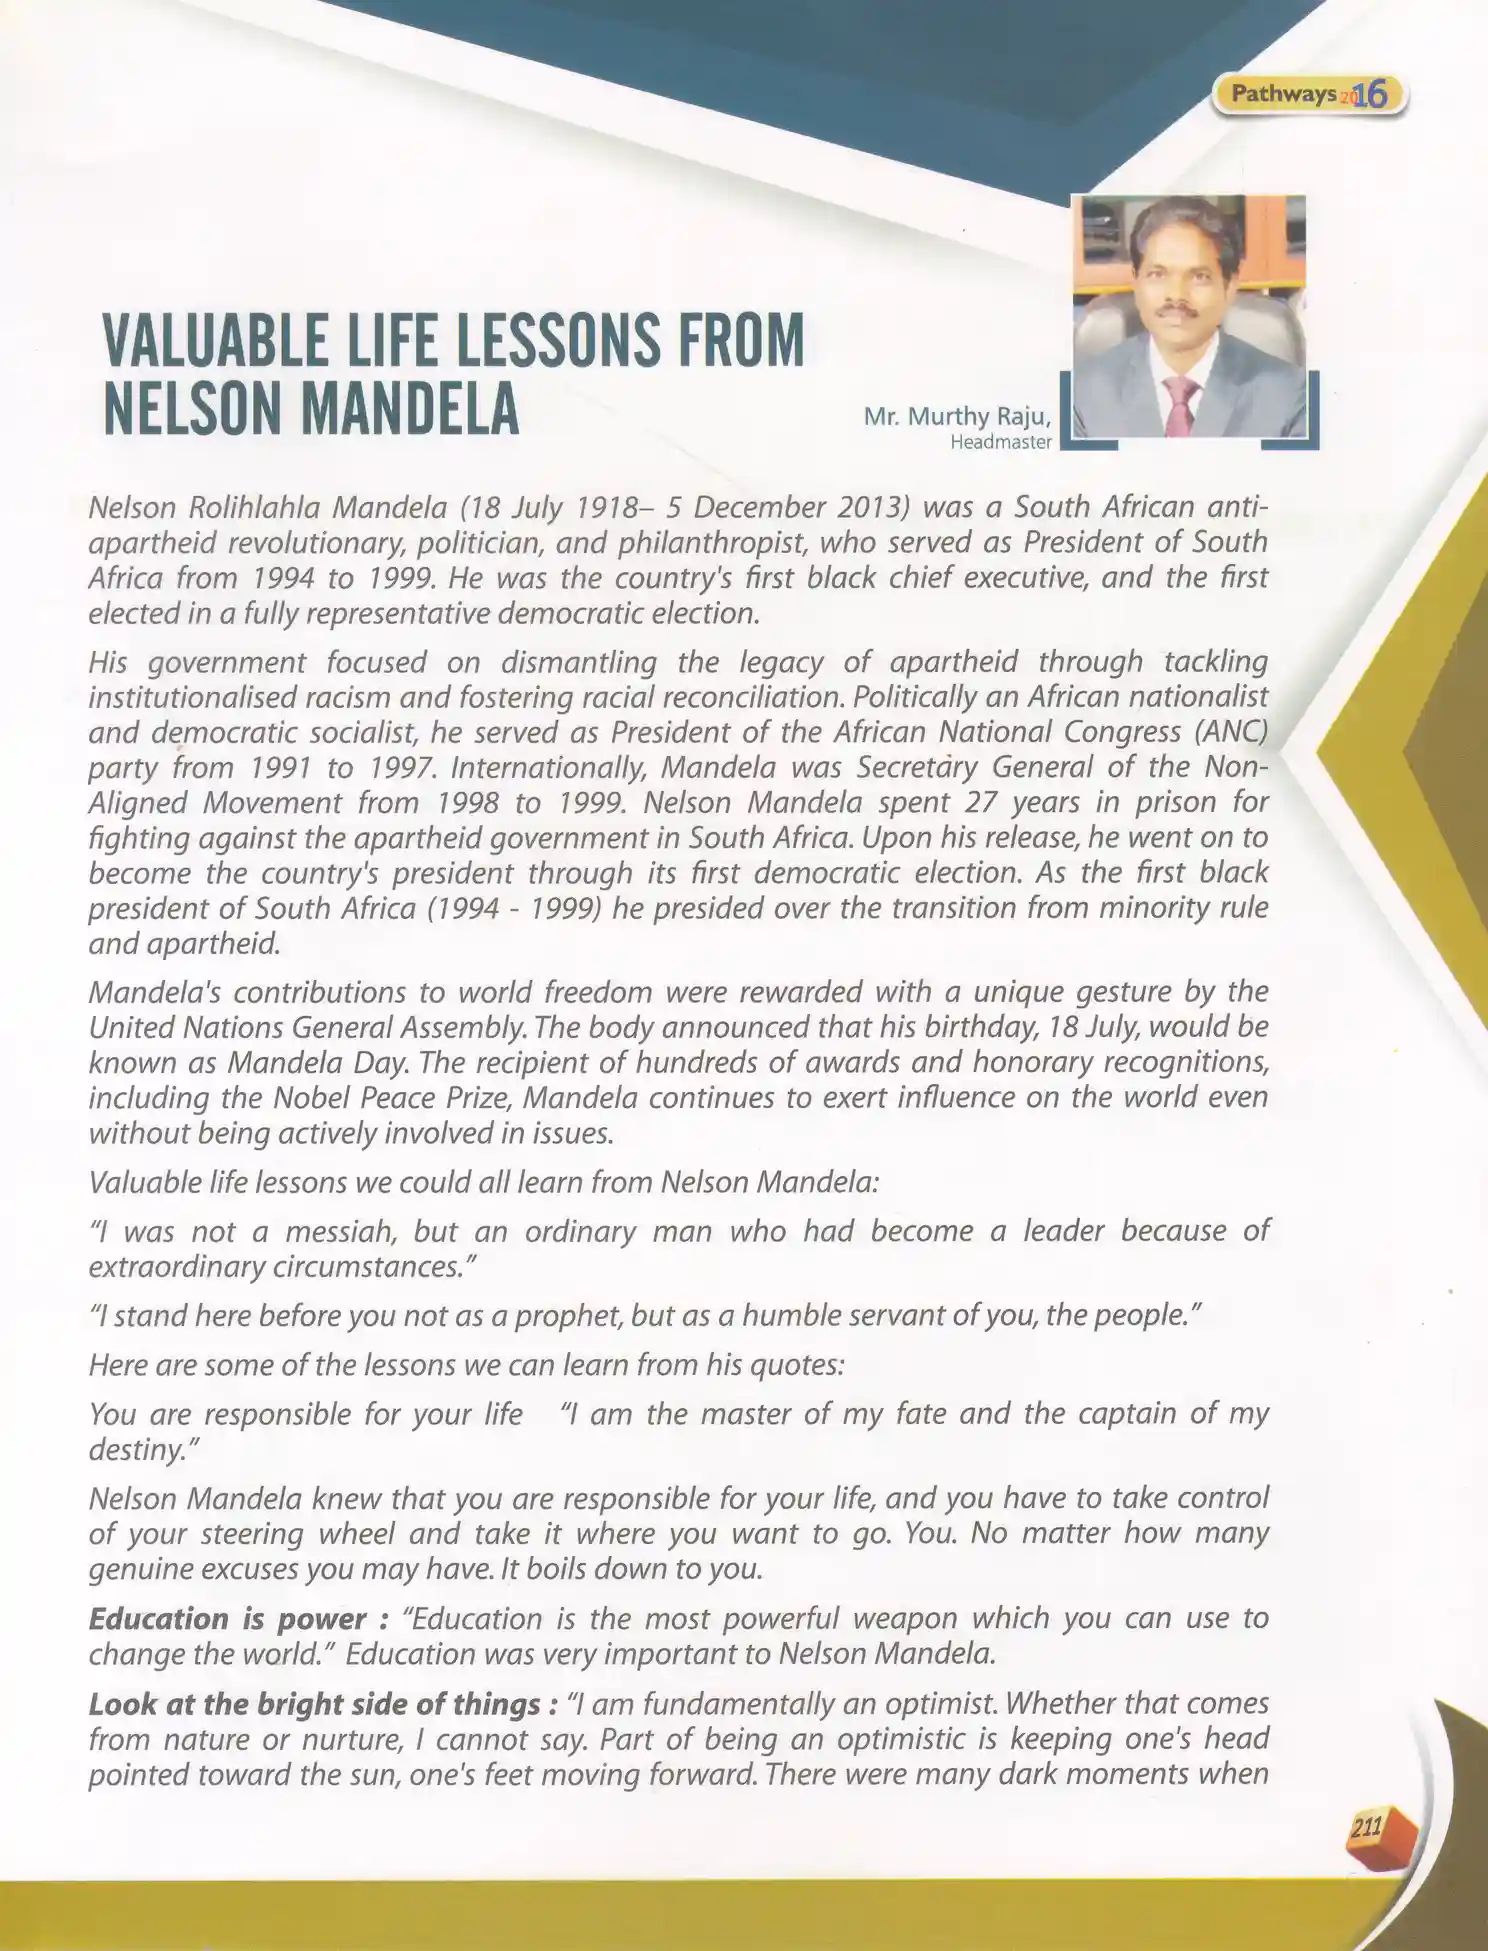 Pathways 2016
VALUABLE LIFE LESSONS FROM
NELSON MANDELA
Mr. Murthy Raju,
Headmaster
Nelson Rolihlahla Mandela (18 July 1918– 5 December 2013) was a South African anti-
apartheid revolutionary, politician, and philanthropist, who served as President of South
Africa from 1994 to 1999. He was the country's first black chief executive, and the first
elected in a fully representative democratic election.
His government focused on dismantling the legacy of apartheid through tackling
institutionalised racism and fostering racial reconciliation. Politically an African nationalist
and democratic socialist, he served as President of the African National Congress (ANC)
party from 1991 to 1997. Internationally, Mandela was Secretary General of the Non-
Aligned Movement from 1998 to 1999. Nelson Mandela spent 27 years in prison for
fighting against the apartheid government in South Africa. Upon his release, he went on to
become the country's president through its first democratic election. As the first black
president of South Africa (1994 - 1999) he presided over the transition from minority rule
and apartheid.
Mandela's contributions to world freedom were rewarded with a unique gesture by the
United Nations General Assembly. The body announced that his birthday, 18 July, would be
known as Mandela Day. The recipient of hundreds of awards and honorary recognitions,
including the Nobel Peace Prize, Mandela continues to exert influence on the world even
without being actively involved in issues.
Valuable life lessons we could all learn from Nelson Mandela:
“I was not a messiah, but an ordinary man who had become a leader because of
extraordinary circumstances.”
“I stand here before you not as a prophet, but as a humble servant of you, the people.”
Here are some of the lessons we can learn from his quotes:
You are responsible for your life “I am the master of my fate and the captain of my
destiny.”
Nelson Mandela knew that you are responsible for your life, and you have to take control
of your steering wheel and take it where you want to go. You. No matter how many
genuine excuses you may have. It boils down to you.
Education is power : “Education is the most powerful weapon which you can use to
change the world.” Education was very important to Nelson Mandela.
Look at the bright side of things : “I am fundamentally an optimist. Whether that comes
from nature or nurture, I cannot say. Part of being an optimistic is keeping one's head
pointed toward the sun, one's feet moving forward. There were many dark moments when
211